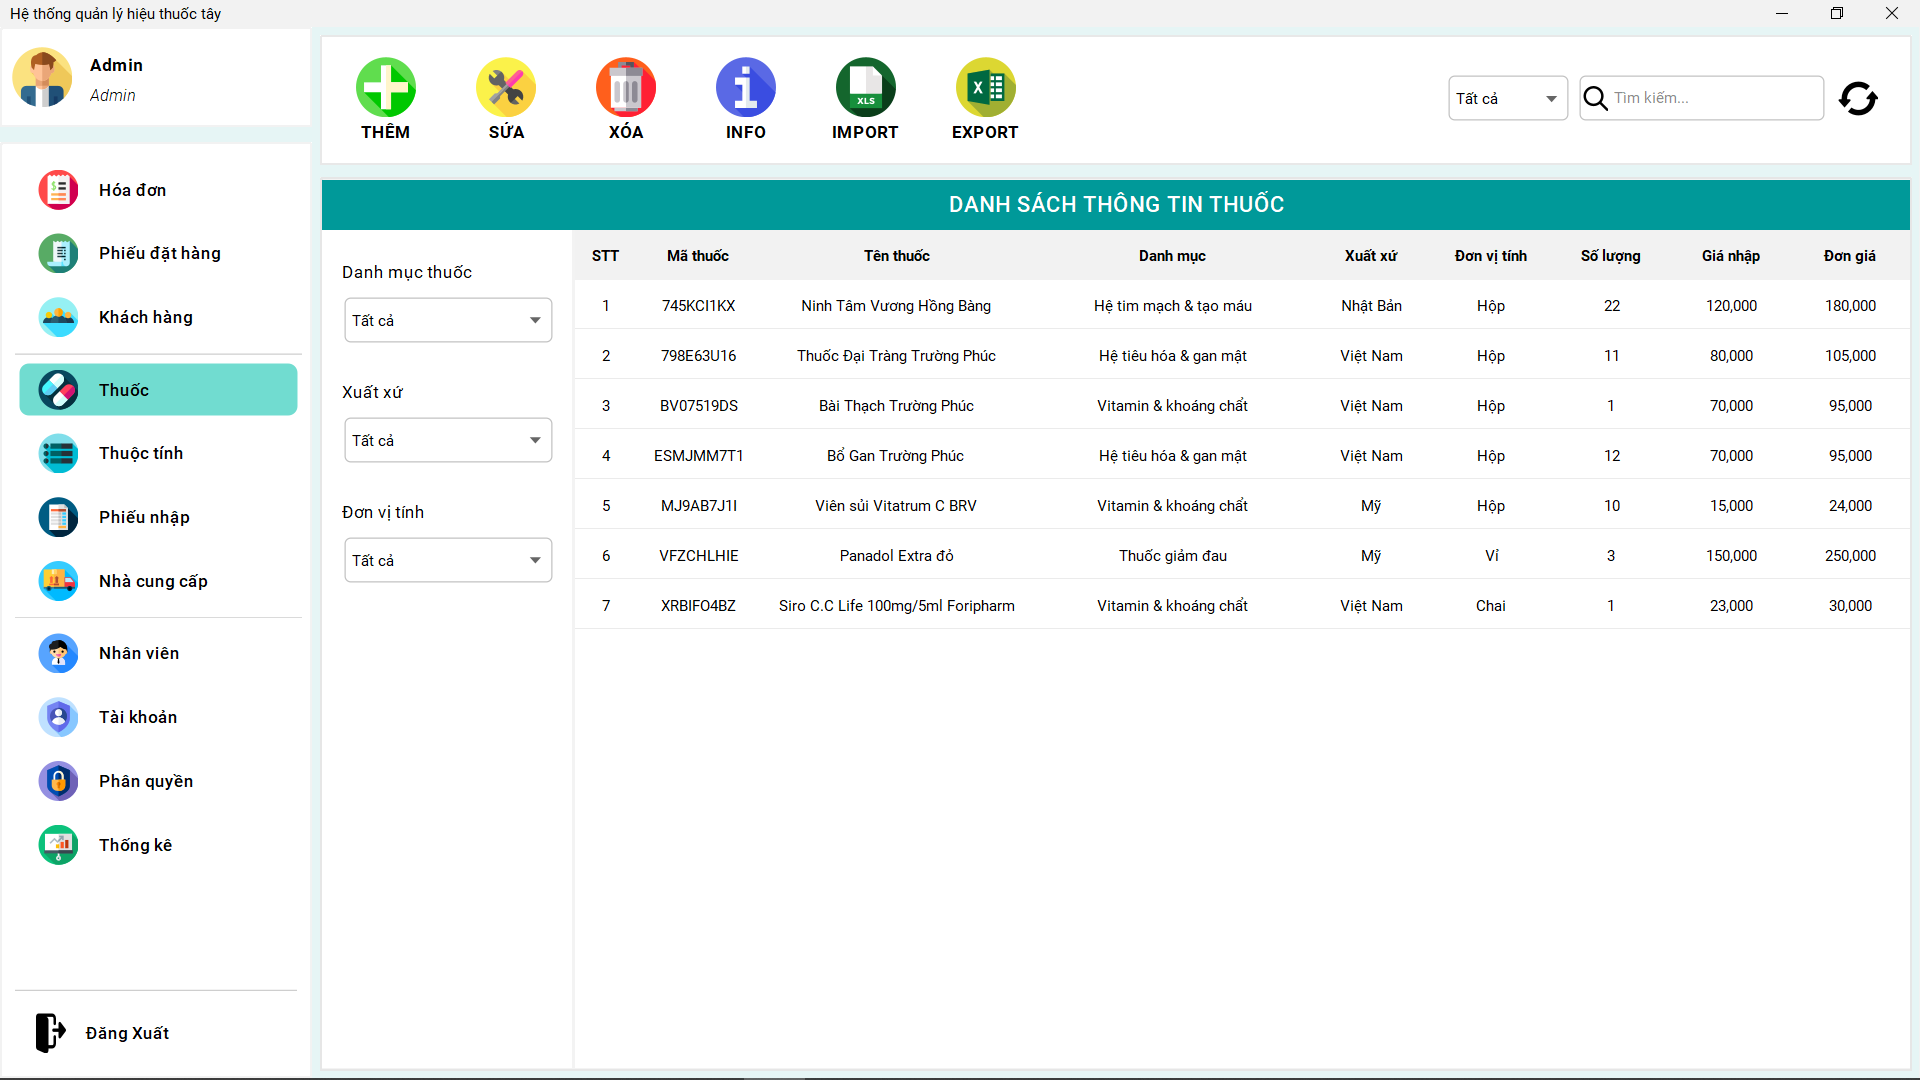 Hệ thống quản lý hiệu thuốc tây
Admin
Admin
Hóa đơn
Phiếu đặt hàng
Khách hàng
Thuốc
Thuộc tính
Phiếu nhập
Nhà cung cấp
Nhân viên
Tài khoản
Phân quyền
Thống kê
Đăng Xuất
THÊM SỨA XÓA INFO XLS IMPORT X EXPORT
Tất cả Tìm kiếm...
DANH SÁCH THÔNG TIN THUỐC
Danh mục thuốc
Tất cả
Xuất xứ
Tất cả
Đơn vị tính
Tất cả
STT Mã thuốc Tên thuốc Danh mục Xuất xứ Đơn vị tính Số lượng Giá nhập Đơn giá
1 745KCI1KX Ninh Tâm Vương Hồng Bàng Hệ tim mạch & tạo máu Nhật Bản Hộp 22 120,000 180,000
2 798E63U16 Thuốc Đại Tràng Trường Phúc Hệ tiêu hóa & gan mật Việt Nam Hộp 11 80,000 105,000
3 BV07519DS Bài Thạch Trường Phúc Vitamin & khoáng chất Việt Nam Hộp 1 70,000 95,000
4 ESMJMM7T1 Bổ Gan Trường Phúc Hệ tiêu hóa & gan mật Việt Nam Hộp 12 70,000 95,000
5 MJ9AB7J1I Viên sủi Vitatrum C BRV Vitamin & khoáng chất Mỹ Hộp 10 15,000 24,000
6 VFZCHLHIE Panadol Extra đỏ Thuốc giảm đau Mỹ Vỉ 3 150,000 250,000
7 XRBIFO4BZ Siro C.C Life 100mg/5ml Foripharm Vitamin & khoáng chất Việt Nam Chai 1 23,000 30,000